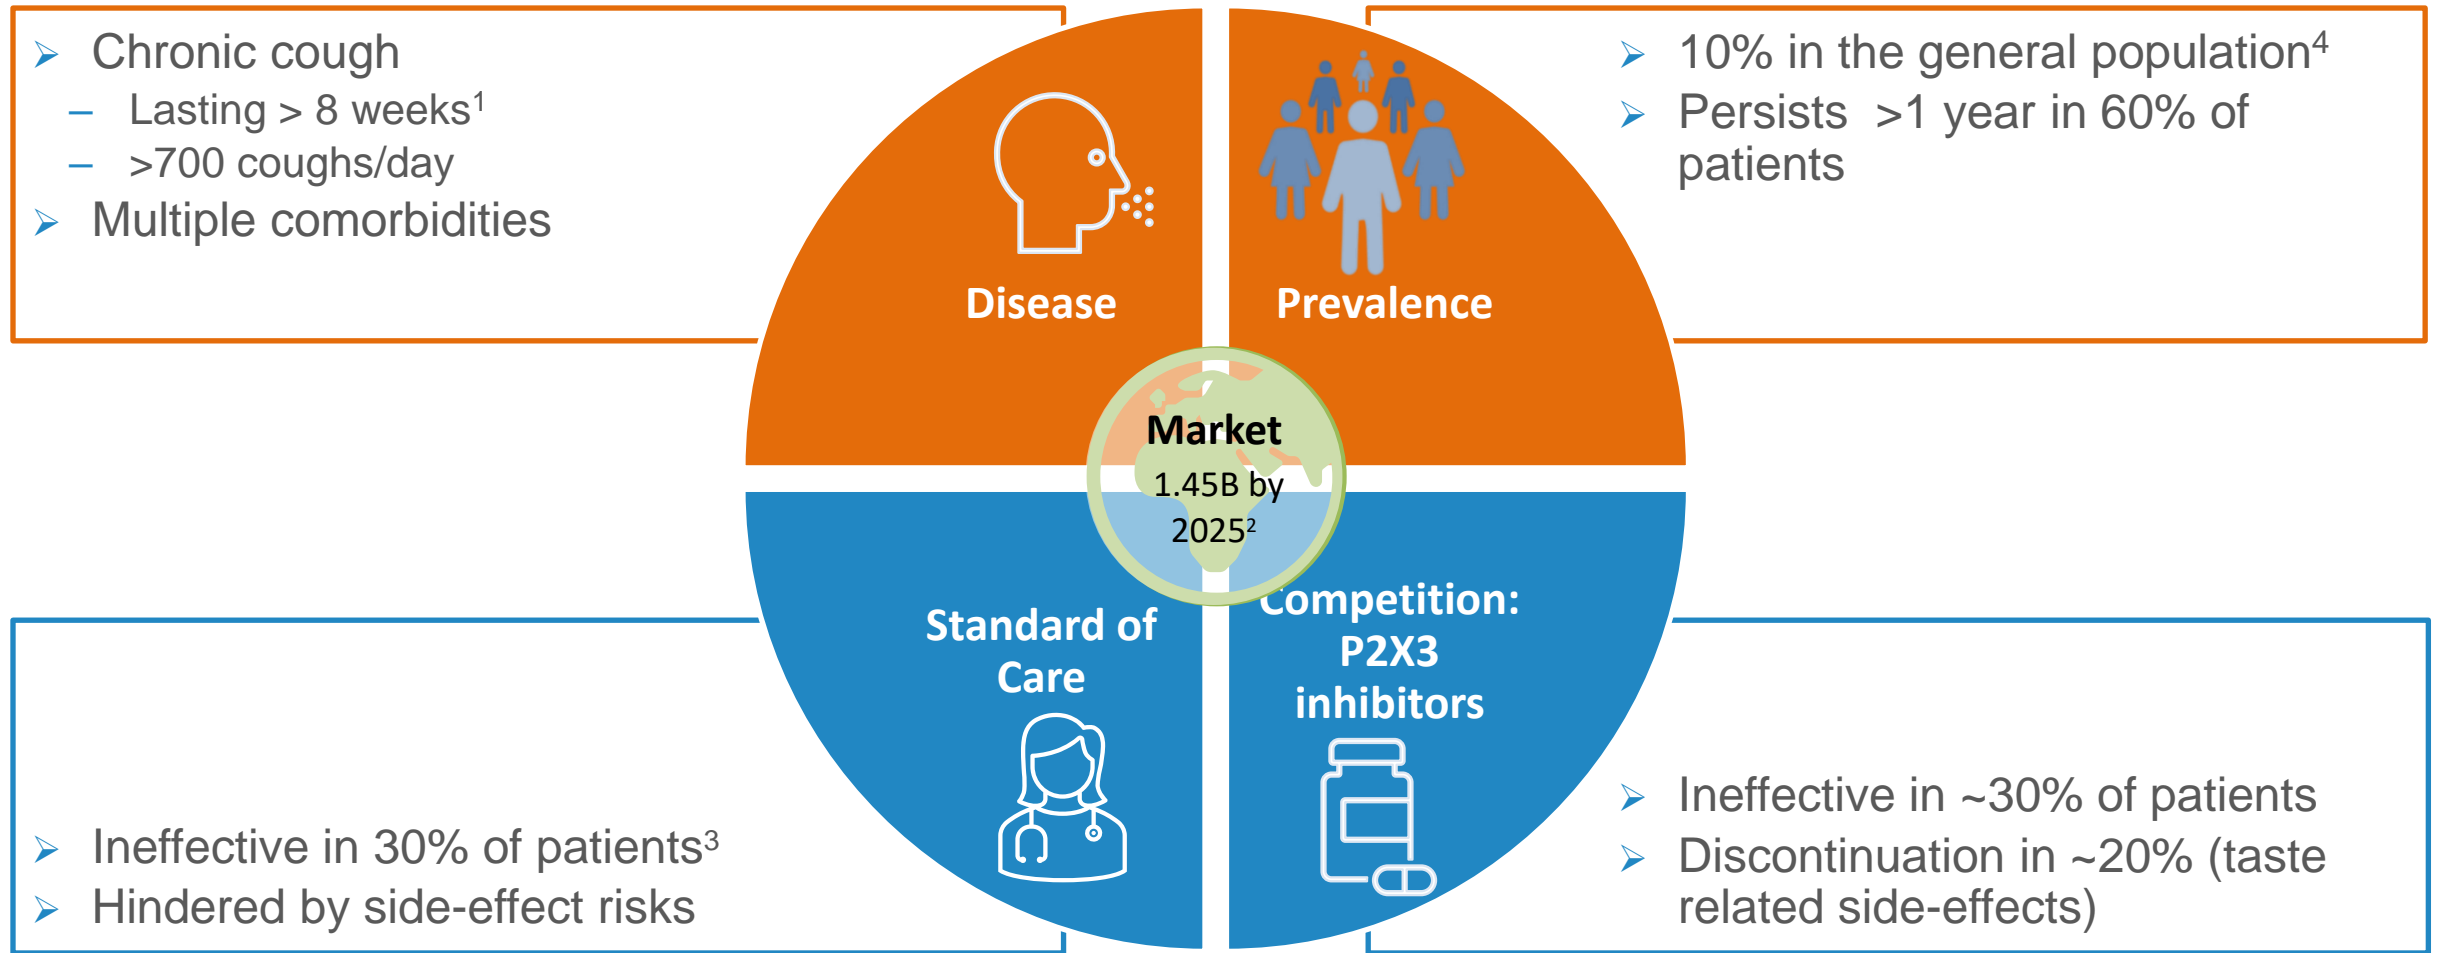 ➢ Chronic cough
– Lasting > 8 weeks¹
– >700 coughs/day
➢ Multiple comorbidities
Disease
Prevalence
➢ 10% in the general population⁴
➢ Persists >1 year in 60% of
patients
Market
1.45B by
2025²
Standard of
Care
➢ Ineffective in 30% of patients³
➢ Hindered by side-effect risks
Competition:
P2X3
inhibitors
➢ Ineffective in ~30% of patients
➢ Discontinuation in ~20% (taste
related side-effects)